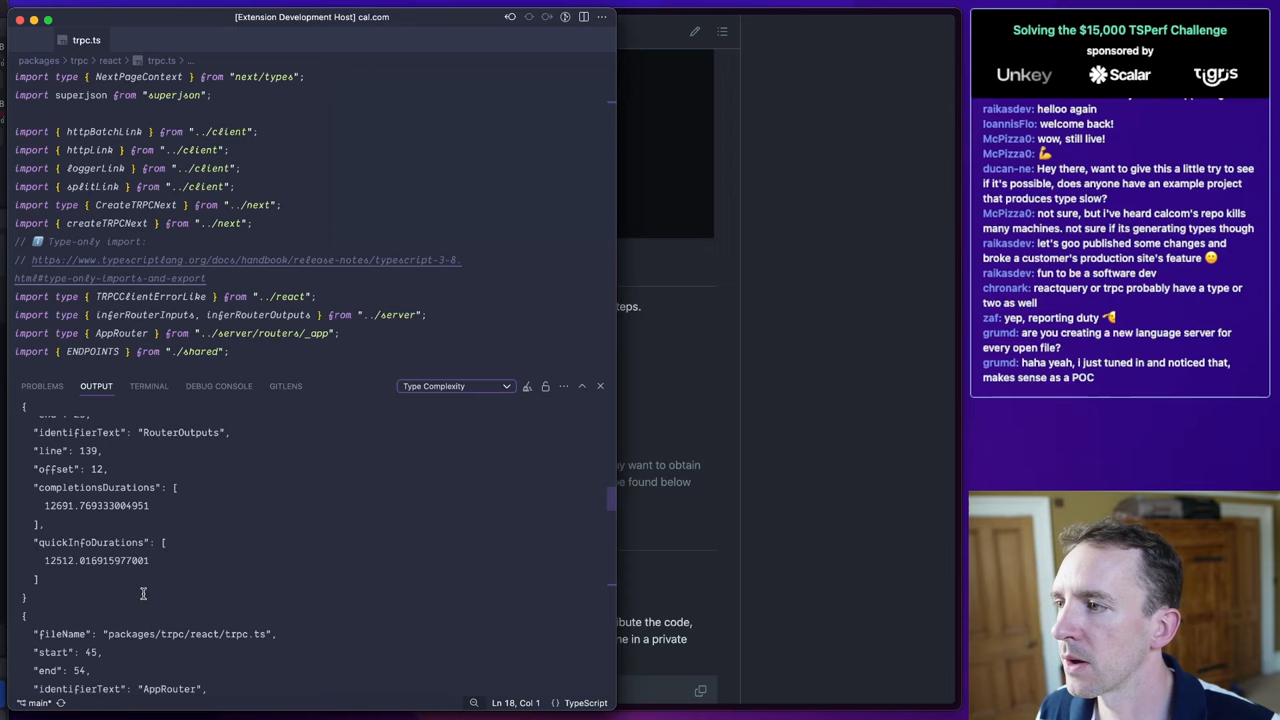 [Extension Development Host] cal.com
trpc.ts
packages > trpc > react > trpc.ts > ...
import type { NextPageContext } from "next/types";
import superjson from "superjson";
import { httpBatchLink } from "../client";
import { httpLink } from "../client";
import { loggerLink } from "../client";
import { splitLink } from "../client";
import type { CreateTRPCNext } from "../next";
import { createTRPCNext } from "../next";
// ℹ️ Type-only import:
// https://www.typescriptlang.org/docs/handbook/release-notes/typescript-3-8.
html#type-only-imports-and-export
import type { TRPCClientErrorLike } from "../react";
import type { inferRouterInputs, inferRouterOutputs } from "../server";
import type { AppRouter } from "../server/routers/_app";
import { ENDPOINTS } from "./shared";
PROBLEMS OUTPUT TERMINAL DEBUG CONSOLE GITLENS Type Complexity
{
"identifierText": "RouterOutputs",
"line": 139,
"offset": 12,
"completionsDurations": [
12691.769333004951
],
"quickInfoDurations": [
12512.016915977001
]
}
{
"fileName": "packages/trpc/react/trpc.ts",
"start": 45,
"end": 54,
"identifierText": "AppRouter",
main* Ln 18, Col 1 {} TypeScript
teps.
ay want to obtain
be found below
ibute the code,
ne in a private
Solving the $15,000 TSPerf Challenge
sponsored by
Unkey Scalar tigris
raikasdev: helloo again
IoannisFlo: welcome back!
McPizza0: wow, still live!
McPizza0: 💪
ducan-ne: Hey there, want to give this a little try to see
if it's possible, does anyone have an example project
that produces type slow?
McPizza0: not sure, but i've heard calcom's repo kills
many machines. not sure if its generating types though
raikasdev: let's goo published some changes and
broke a customer's production site's feature 🙂
raikasdev: fun to be a software dev
chronark: reactquery or trpc probably have a type or
two as well
zaf: yep, reporting duty 🫡
grumd: are you creating a new language server for
every open file?
grumd: haha yeah, i just tuned in and noticed that,
makes sense as a POC